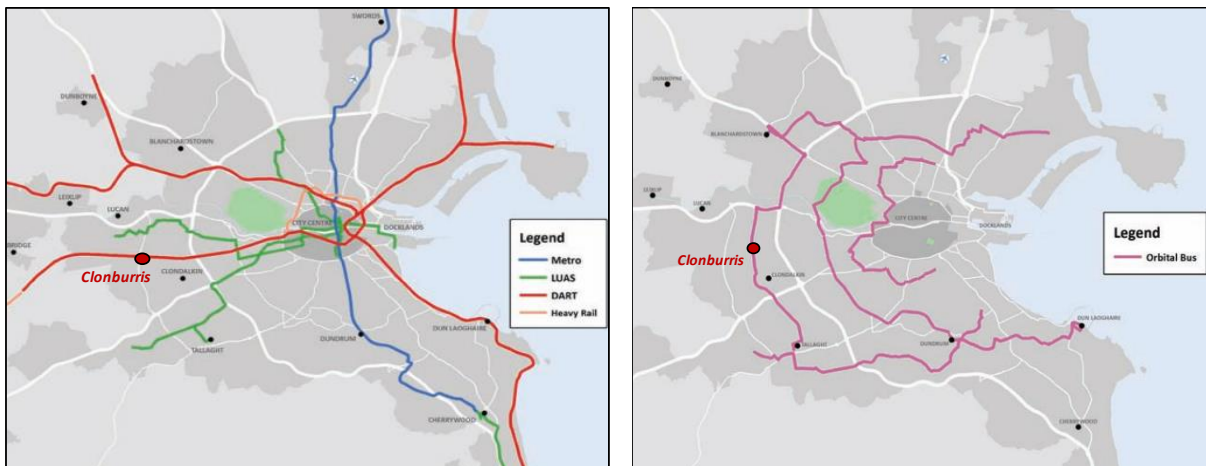 SWORDS
DUNBOYNE
BLANCHARDSTOWN
LEIXLIP
LUCAN
CITY CENTRE
DOCKLANDS
BRIDGE
Clonburris
CLONDALKIN
TALLAGHT
DUNDRUM
DUN LAOGHAIRE
CHERRYWOOD
Legend
Metro
LUAS
DART
Heavy Rail
DUNBOYNE
BLANCHARDSTOWN
LEIXLIP
LUCAN
CITY CENTRE
DOCKLANDS
BRIDGE
Clonburris
CLONDALKIN
TALLAGHT
DUNDRUM
DUN LAOGHAIRE
CHERRYWOOD
Legend
Orbital Bus